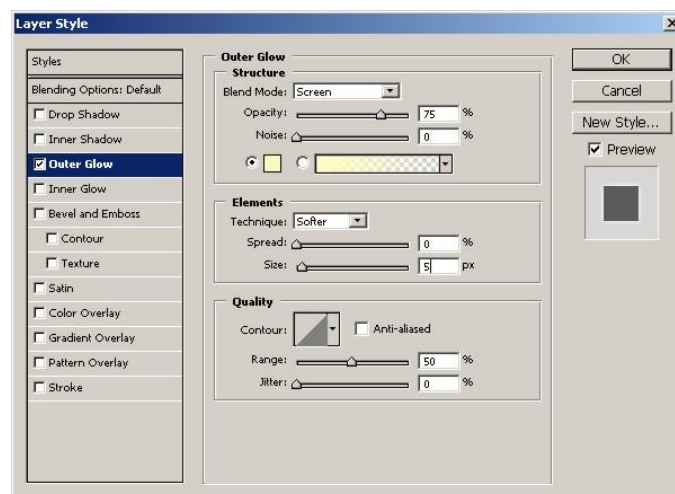 Layer Style
Styles
Blending Options: Default
Drop Shadow
Inner Shadow
Outer Glow
Inner Glow
Bevel and Emboss
Contour
Texture
Satin
Color Overlay
Gradient Overlay
Pattern Overlay
Stroke
Outer Glow
Structure
Blend Mode: Screen
Opacity: 75 %
Noise: 0 %
Elements
Technique: Softer
Spread: 0 %
Size: 5 px
Quality
Contour: Anti-aliased
Range: 50 %
Jitter: 0 %
OK
Cancel
New Style...
Preview